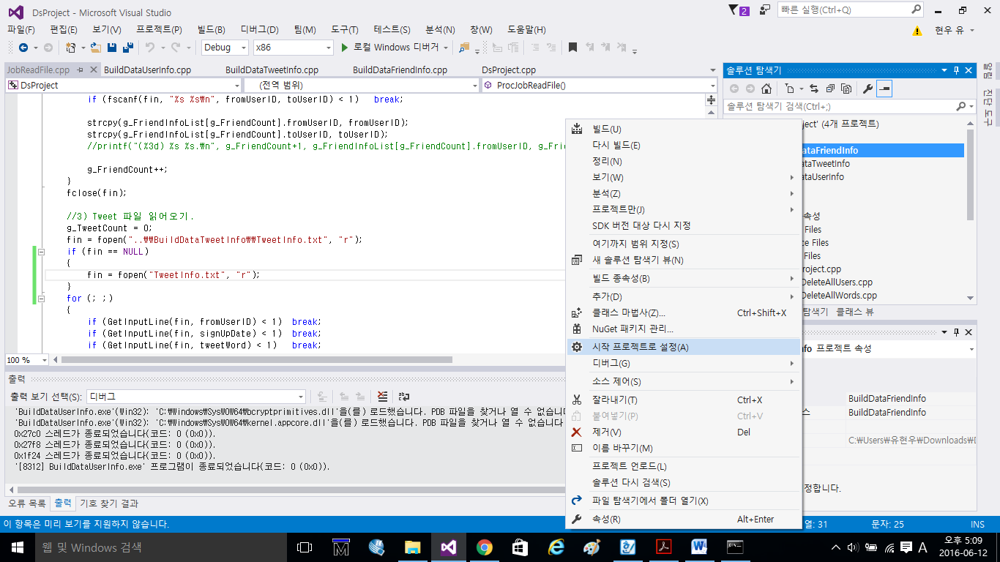 DsProject - Microsoft Visual Studio
2
빠른 실행(Ctrl+Q)
파일(F) 편집(E) 보기(V) 프로젝트(P) 빌드(B) 디버그(D) 팀(M) 도구(T) 테스트(S) 분석(N) 창(W) 도움말(H)
현우 유
Debug x86 로컬 Windows 디버거
JobReadFile.cpp BuildDataUserInfo.cpp BuildDataTweetInfo.cpp BuildDataFriendInfo.cpp DsProject.cpp
DsProject (전역 범위) ProcJobReadFile()
if (fscanf(fin, "%s %s₩n", fromUserID, toUserID) < 1) break;
strcpy(g_FriendInfoList[g_FriendCount].fromUserID, fromUserID);
strcpy(g_FriendInfoList[g_FriendCount].toUserID, toUserID);
//printf("(%3d) %s %s.₩n", g_FriendCount+1, g_FriendInfoList[g_FriendCount].fromUserID, g_Frie
g_FriendCount++;
}
fclose(fin);
//3) Tweet 파일 읽어오기.
g_TweetCount = 0;
fin = fopen("..₩₩BuildDataTweetInfo₩₩TweetInfo.txt", "r");
if (fin == NULL)
{
fin = fopen("TweetInfo.txt", "r");
}
for (; ;)
{
if (GetInputLine(fin, fromUserID) < 1) break;
if (GetInputLine(fin, signUpDate) < 1) break;
if (GetInputLine(fin, tweetWord) < 1) break;
100 %
출력
출력 보기 선택(S): 디버그
'BuildDataUserInfo.exe'(Win32): 'C:₩Windows₩SysWOW64₩bcryptprimitives.dll'을(를) 로드했습니다. PDB 파일을 찾거나 열 수 없습니다
'BuildDataUserInfo.exe'(Win32): 'C:₩Windows₩SysWOW64₩kernel.appcore.dll'을(를) 로드했습니다. PDB 파일을 찾거나 열 수 없습니다
0x27c0 스레드가 종료되었습니다(코드: 0 (0x0)).
0x27f8 스레드가 종료되었습니다(코드: 0 (0x0)).
0x1f24 스레드가 종료되었습니다(코드: 0 (0x0)).
'[8312] BuildDataUserInfo.exe' 프로그램이 종료되었습니다(코드: 0 (0x0)).
오류 목록 출력 기호 찾기 결과
이 항목은 미리 보기를 지원하지 않습니다.
빌드(U)
다시 빌드(E)
정리(N)
보기(W)
분석(Z)
프로젝트만(J)
SDK 버전 대상 다시 지정
여기까지 범위 지정(S)
새 솔루션 탐색기 뷰(N)
빌드 종속성(B)
추가(D)
클래스 마법사(Z)... Ctrl+Shift+X
NuGet 패키지 관리...
시작 프로젝트로 설정(A)
디버그(G)
소스 제어(S)
잘라내기(T) Ctrl+X
붙여넣기(P) Ctrl+V
제거(V) Del
이름 바꾸기(M)
프로젝트 언로드(L)
솔루션 다시 검색(S)
파일 탐색기에서 폴더 열기(X)
속성(R) Alt+Enter
솔루션 탐색기
솔루션 탐색기 검색(Ctrl+;)
ject' (4개 프로젝트)
ataFriendInfo
ataTweetInfo
ataUserInfo
속성
Files
ce Files
Files
roject.cpp
DeleteAllUsers.cpp
DeleteAllWords.cpp
탐색기 클래스 뷰
nfo 프로젝트 속성
BuildDataFriendInfo
스 BuildDataFriendInfo
C:₩Users₩유현우₩Downloads₩D
정합니다.
알림
진단 도구
열: 31 문자: 25 INS
웹 및 Windows 검색
A
오후 5:09
2016-06-12